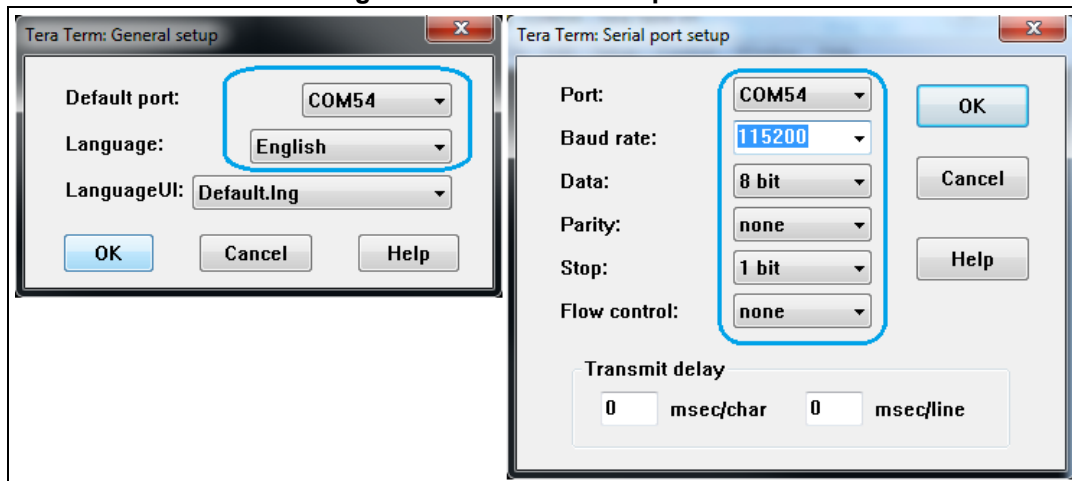 Tera Term: General setup
Default port: COM54
Language: English
LanguageUI: Default.lng
OK Cancel Help
Tera Term: Serial port setup
Port: COM54
Baud rate: 115200
Data: 8 bit
Parity: none
Stop: 1 bit
Flow control: none
OK
Cancel
Help
Transmit delay
0 msec/char 0 msec/line